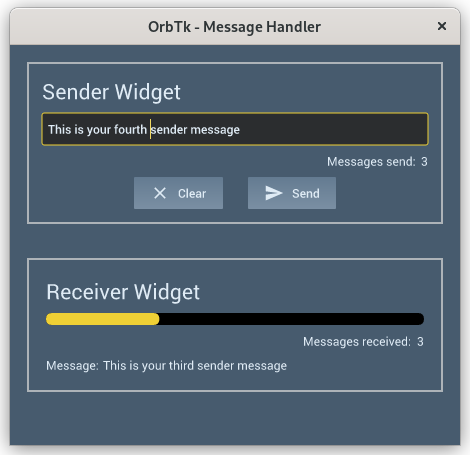 OrbTk - Message Handler
Sender Widget
This is your fourth sender message
Messages send: 3
Clear
Send
Receiver Widget
Messages received: 3
Message: This is your third sender message